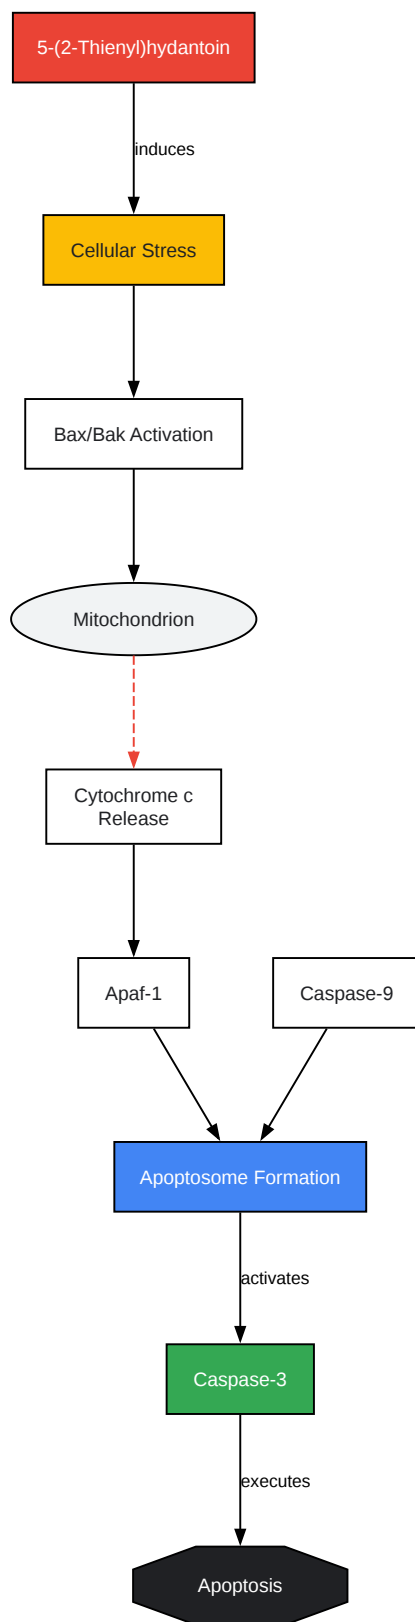 5-(2-Thienyl)hydantoin
induces
Cellular Stress
Bax/Bak Activation
Mitochondrion
Cytochrome c
Release
Apaf-1
Caspase-9
Apoptosome Formation
activates
Caspase-3
executes
Apoptosis